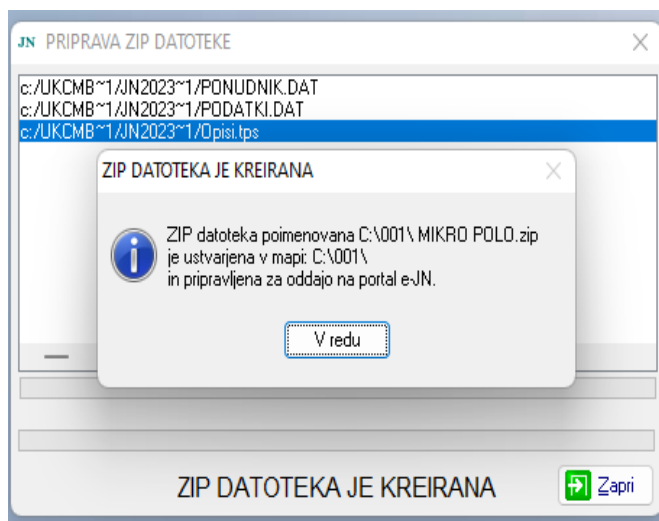 JN PRIPRAVA ZIP DATOTEKE
c:/UKCMB~1/JN2023~1/PONUDNIK.DAT
c:/UKCMB~1/JN2023~1/PODATKI.DAT
c:/UKCMB~1/JN2023~1/Opisi.tps
ZIP DATOTEKA JE KREIRANA
ZIP datoteka poimenovana C:\001\ MIKRO POLO.zip
je ustvarjena v mapi: C:\001\
in pripravljena za oddajo na portal e-JN.
V redu
ZIP DATOTEKA JE KREIRANA
Zapri